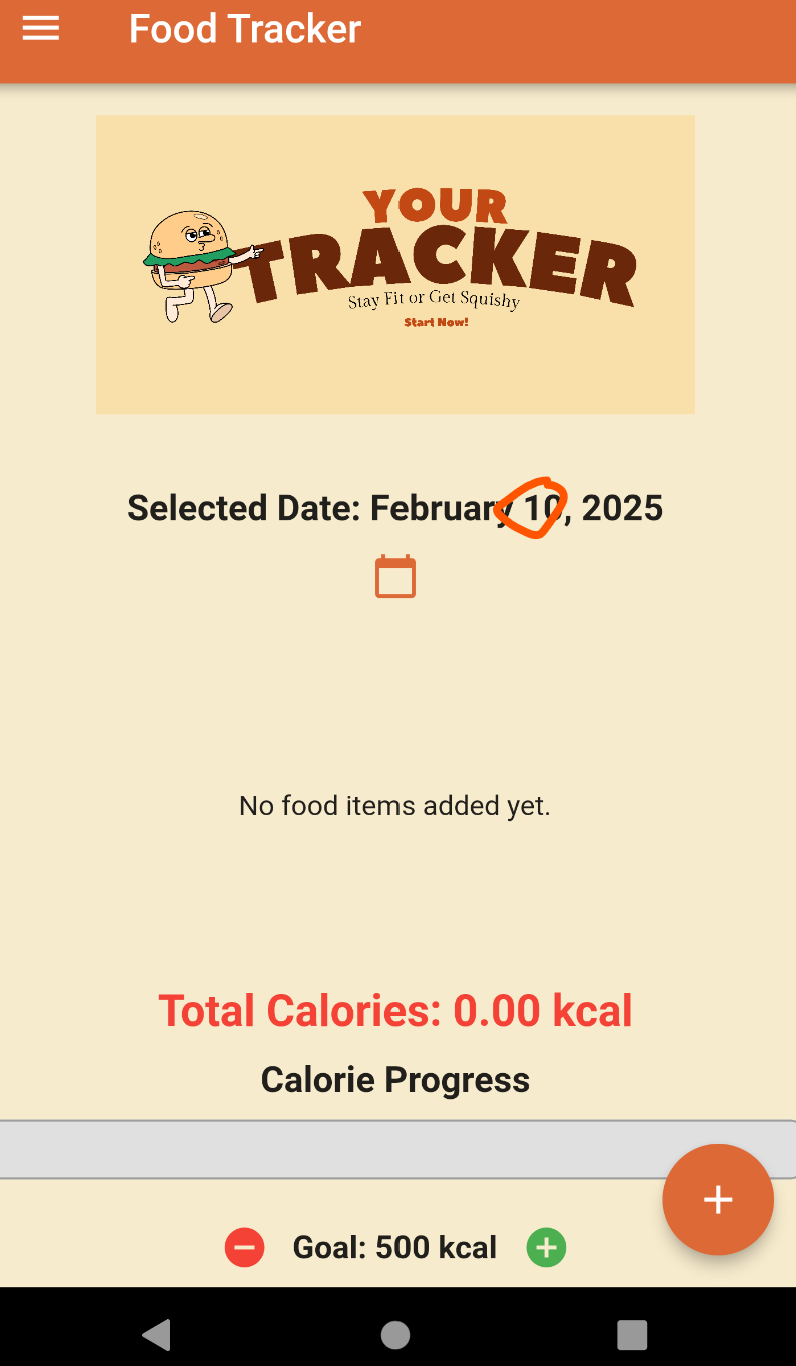 Food Tracker
YOUR
TRACKER
Stay Fit or Get Squishy
Start Now!
Selected Date: February 10, 2025
No food items added yet.
Total Calories: 0.00 kcal
Calorie Progress
Goal: 500 kcal